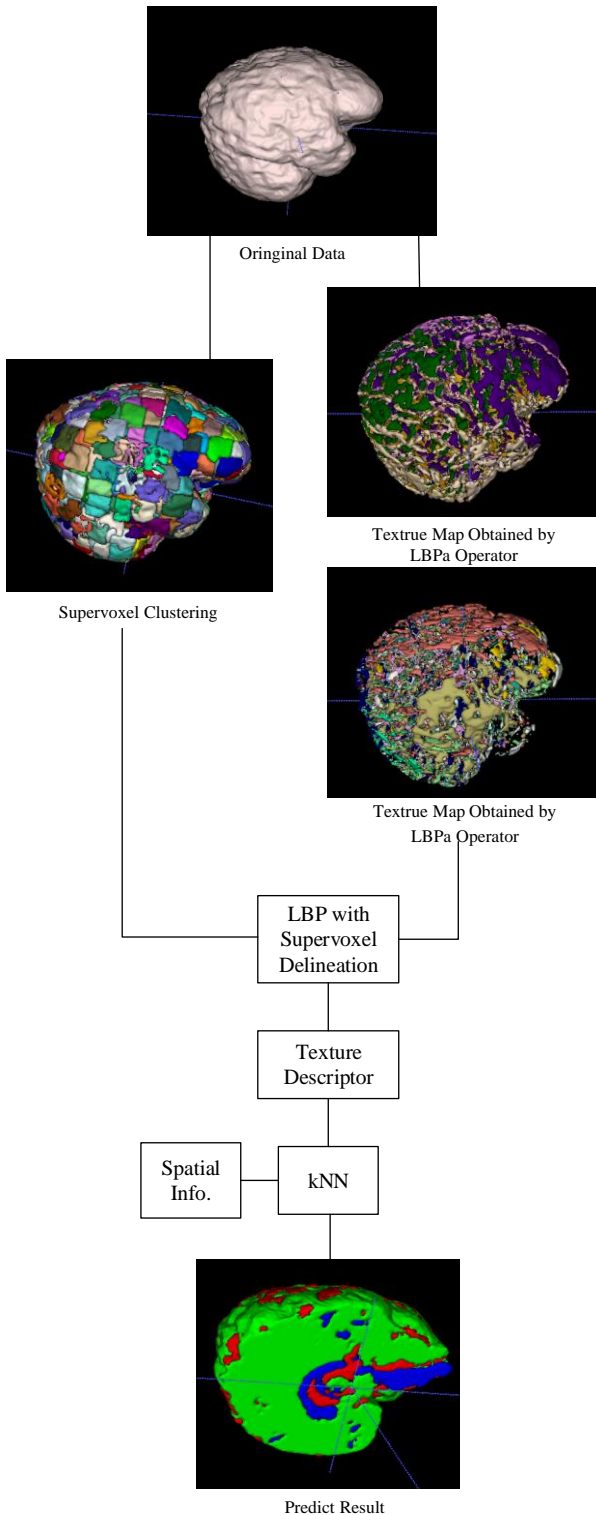 Oringinal Data
Textrue Map Obtained by
LBPa Operator
Supervoxel Clustering
Textrue Map Obtained by
LBPa Operator
LBP with
Supervoxel
Delineation
Texture
Descriptor
Spatial
Info.
kNN
Predict Result